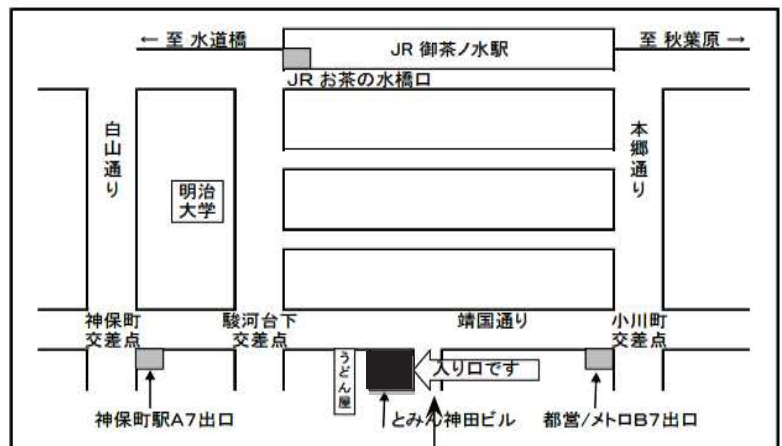 ← 至 水道橋
JR 御茶ノ水駅
至 秋葉原 →
JR お茶の水橋口
白山通り
本郷通り
明治
大学
神保町
交差点
駿河台下
交差点
靖国通り
小川町
交差点
うどん屋
入り口です
神保町駅A7出口
とみん神田ビル
都営/メトロB7出口